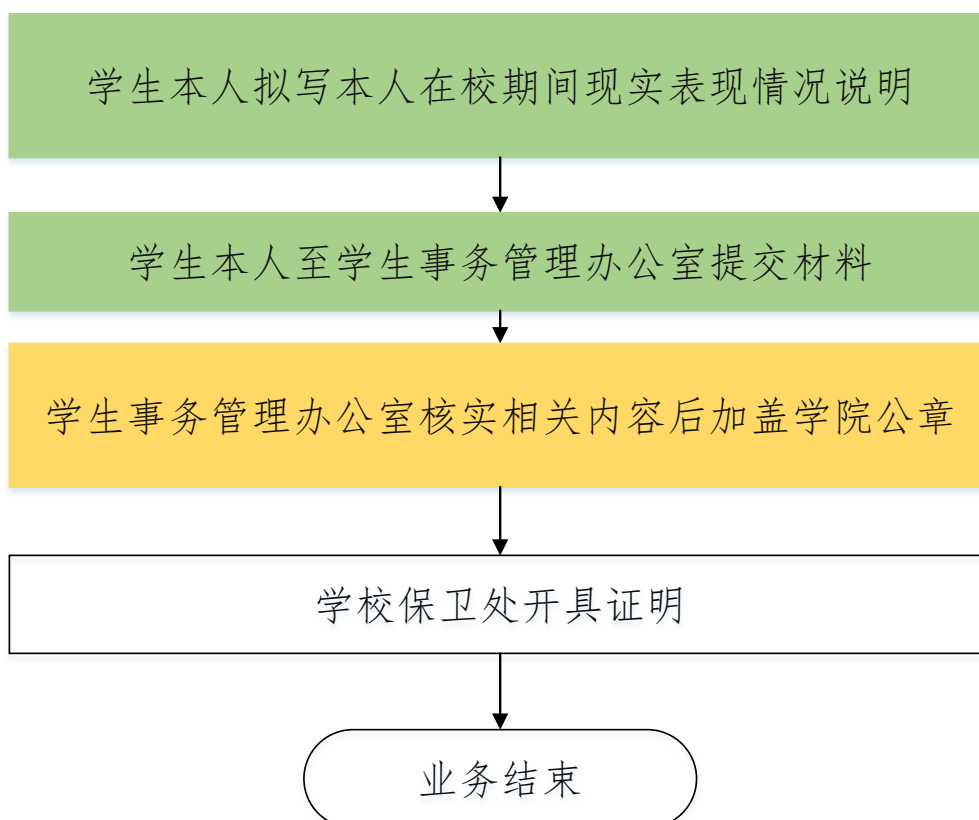 学生本人拟写本人在校期间现实表现情况说明
学生本人至学生事务管理办公室提交材料
学生事务管理办公室核实相关内容后加盖学院公章
学校保卫处开具证明
业务结束